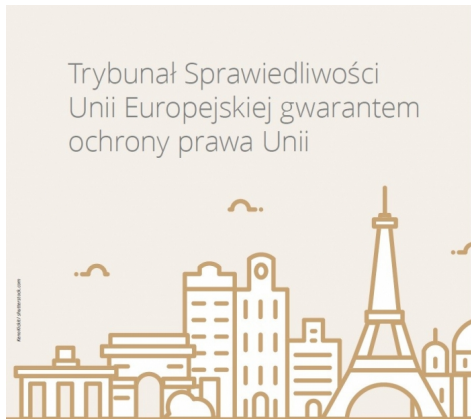 Trybunał Sprawiedliwości
Unii Europejskiej gwarantem
ochrony prawa Unii